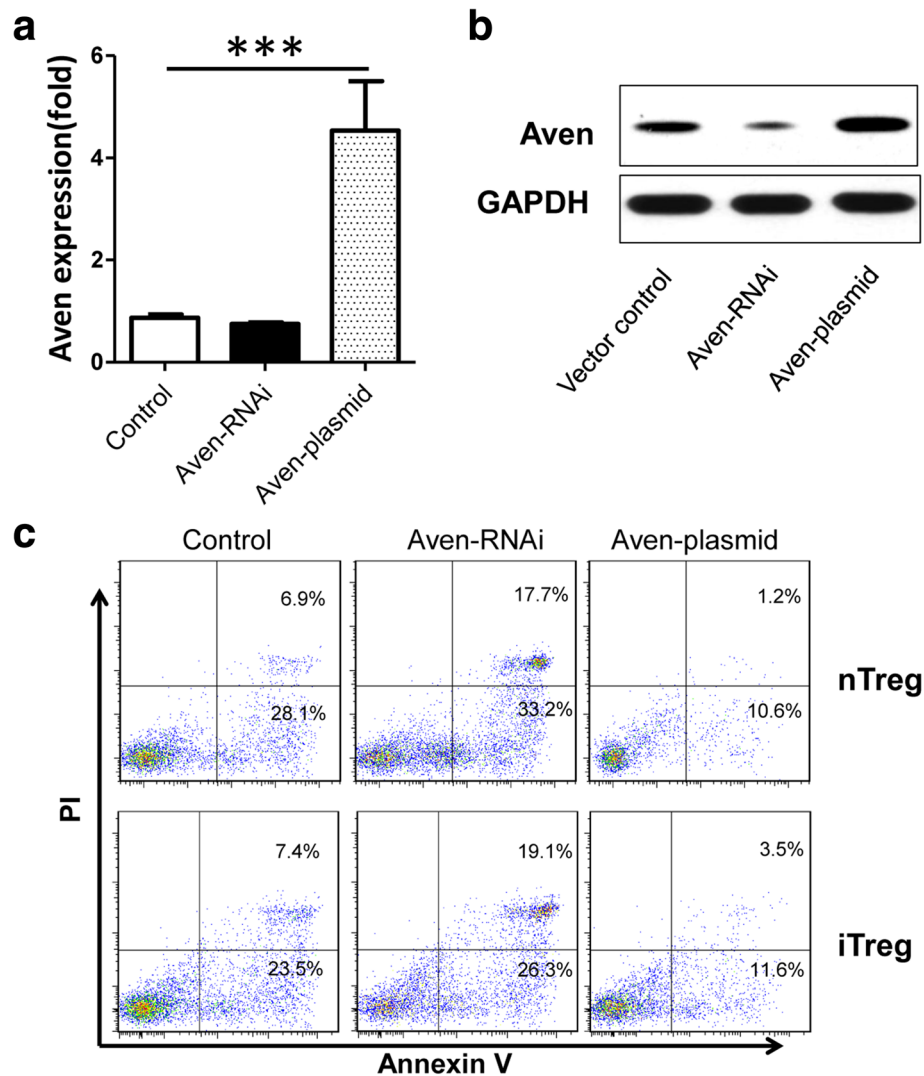 a
***
6
4
2
0
Aven expression(fold)
Control
Aven-RNAi
Aven-plasmid
b
Aven
GAPDH
Vector control
Aven-RNAi
Aven-plasmid
c
Control Aven-RNAi Aven-plasmid
6.9% 17.7% 1.2%
28.1% 33.2% 10.6%
nTreg
7.4% 19.1% 3.5%
23.5% 26.3% 11.6%
iTreg
PI
Annexin V